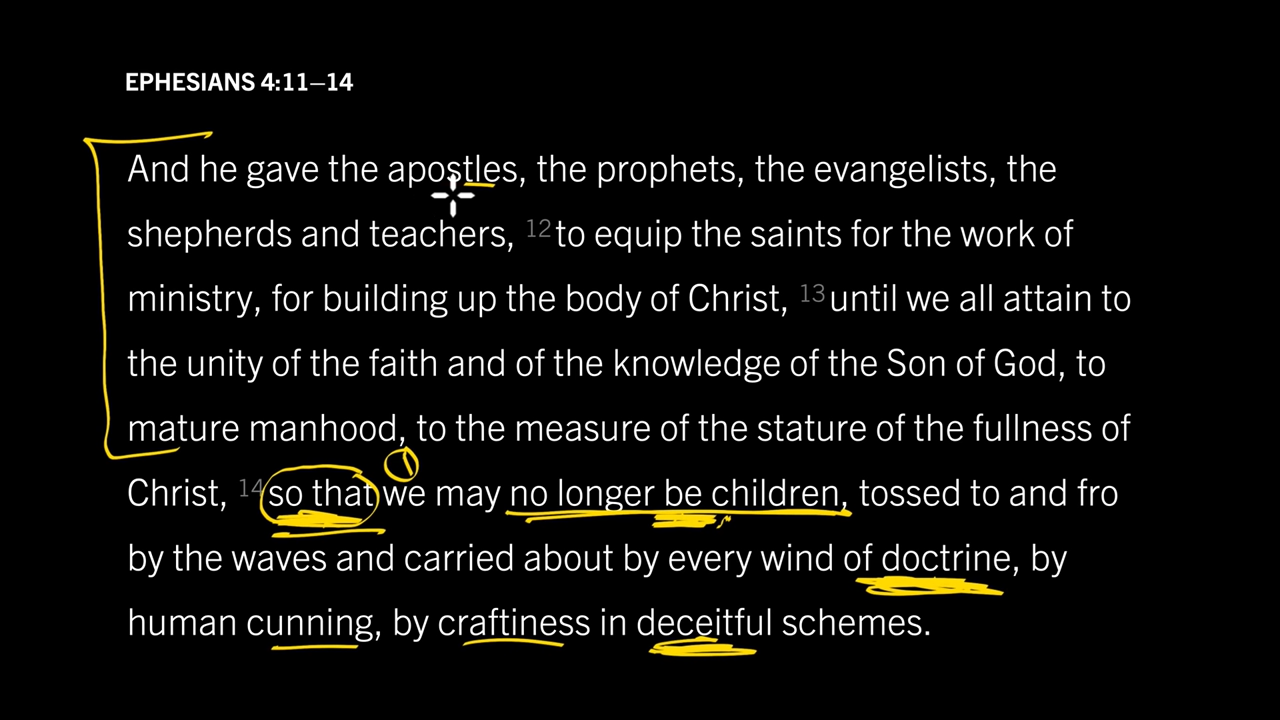 EPHESIANS 4:11–14
And he gave the apostles, the prophets, the evangelists, the
shepherds and teachers, 12 to equip the saints for the work of
ministry, for building up the body of Christ, 13 until we all attain to
the unity of the faith and of the knowledge of the Son of God, to
mature manhood, to the measure of the stature of the fullness of
1
Christ, 14 so that we may no longer be children, tossed to and fro
by the waves and carried about by every wind of doctrine, by
human cunning, by craftiness in deceitful schemes.